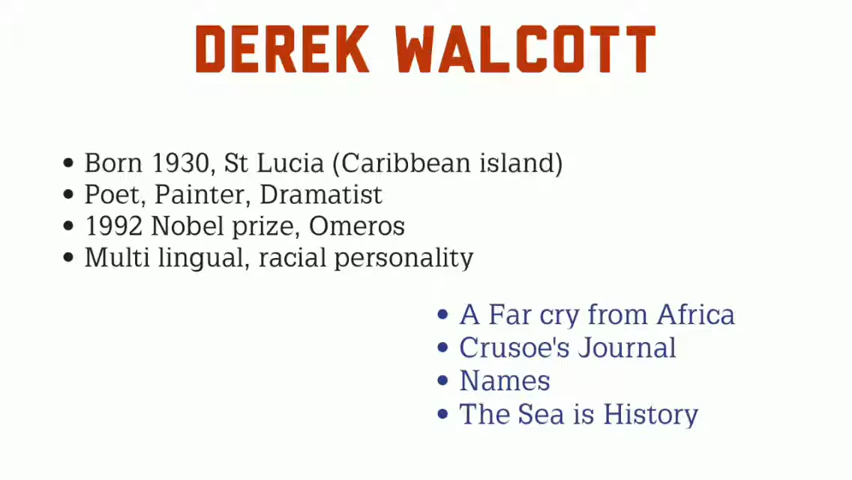 DEREK WALCOTT
• Born 1930, St Lucia (Caribbean island)
• Poet, Painter, Dramatist
• 1992 Nobel prize, Omeros
• Multi lingual, racial personality
• A Far cry from Africa
• Crusoe's Journal
• Names
• The Sea is History